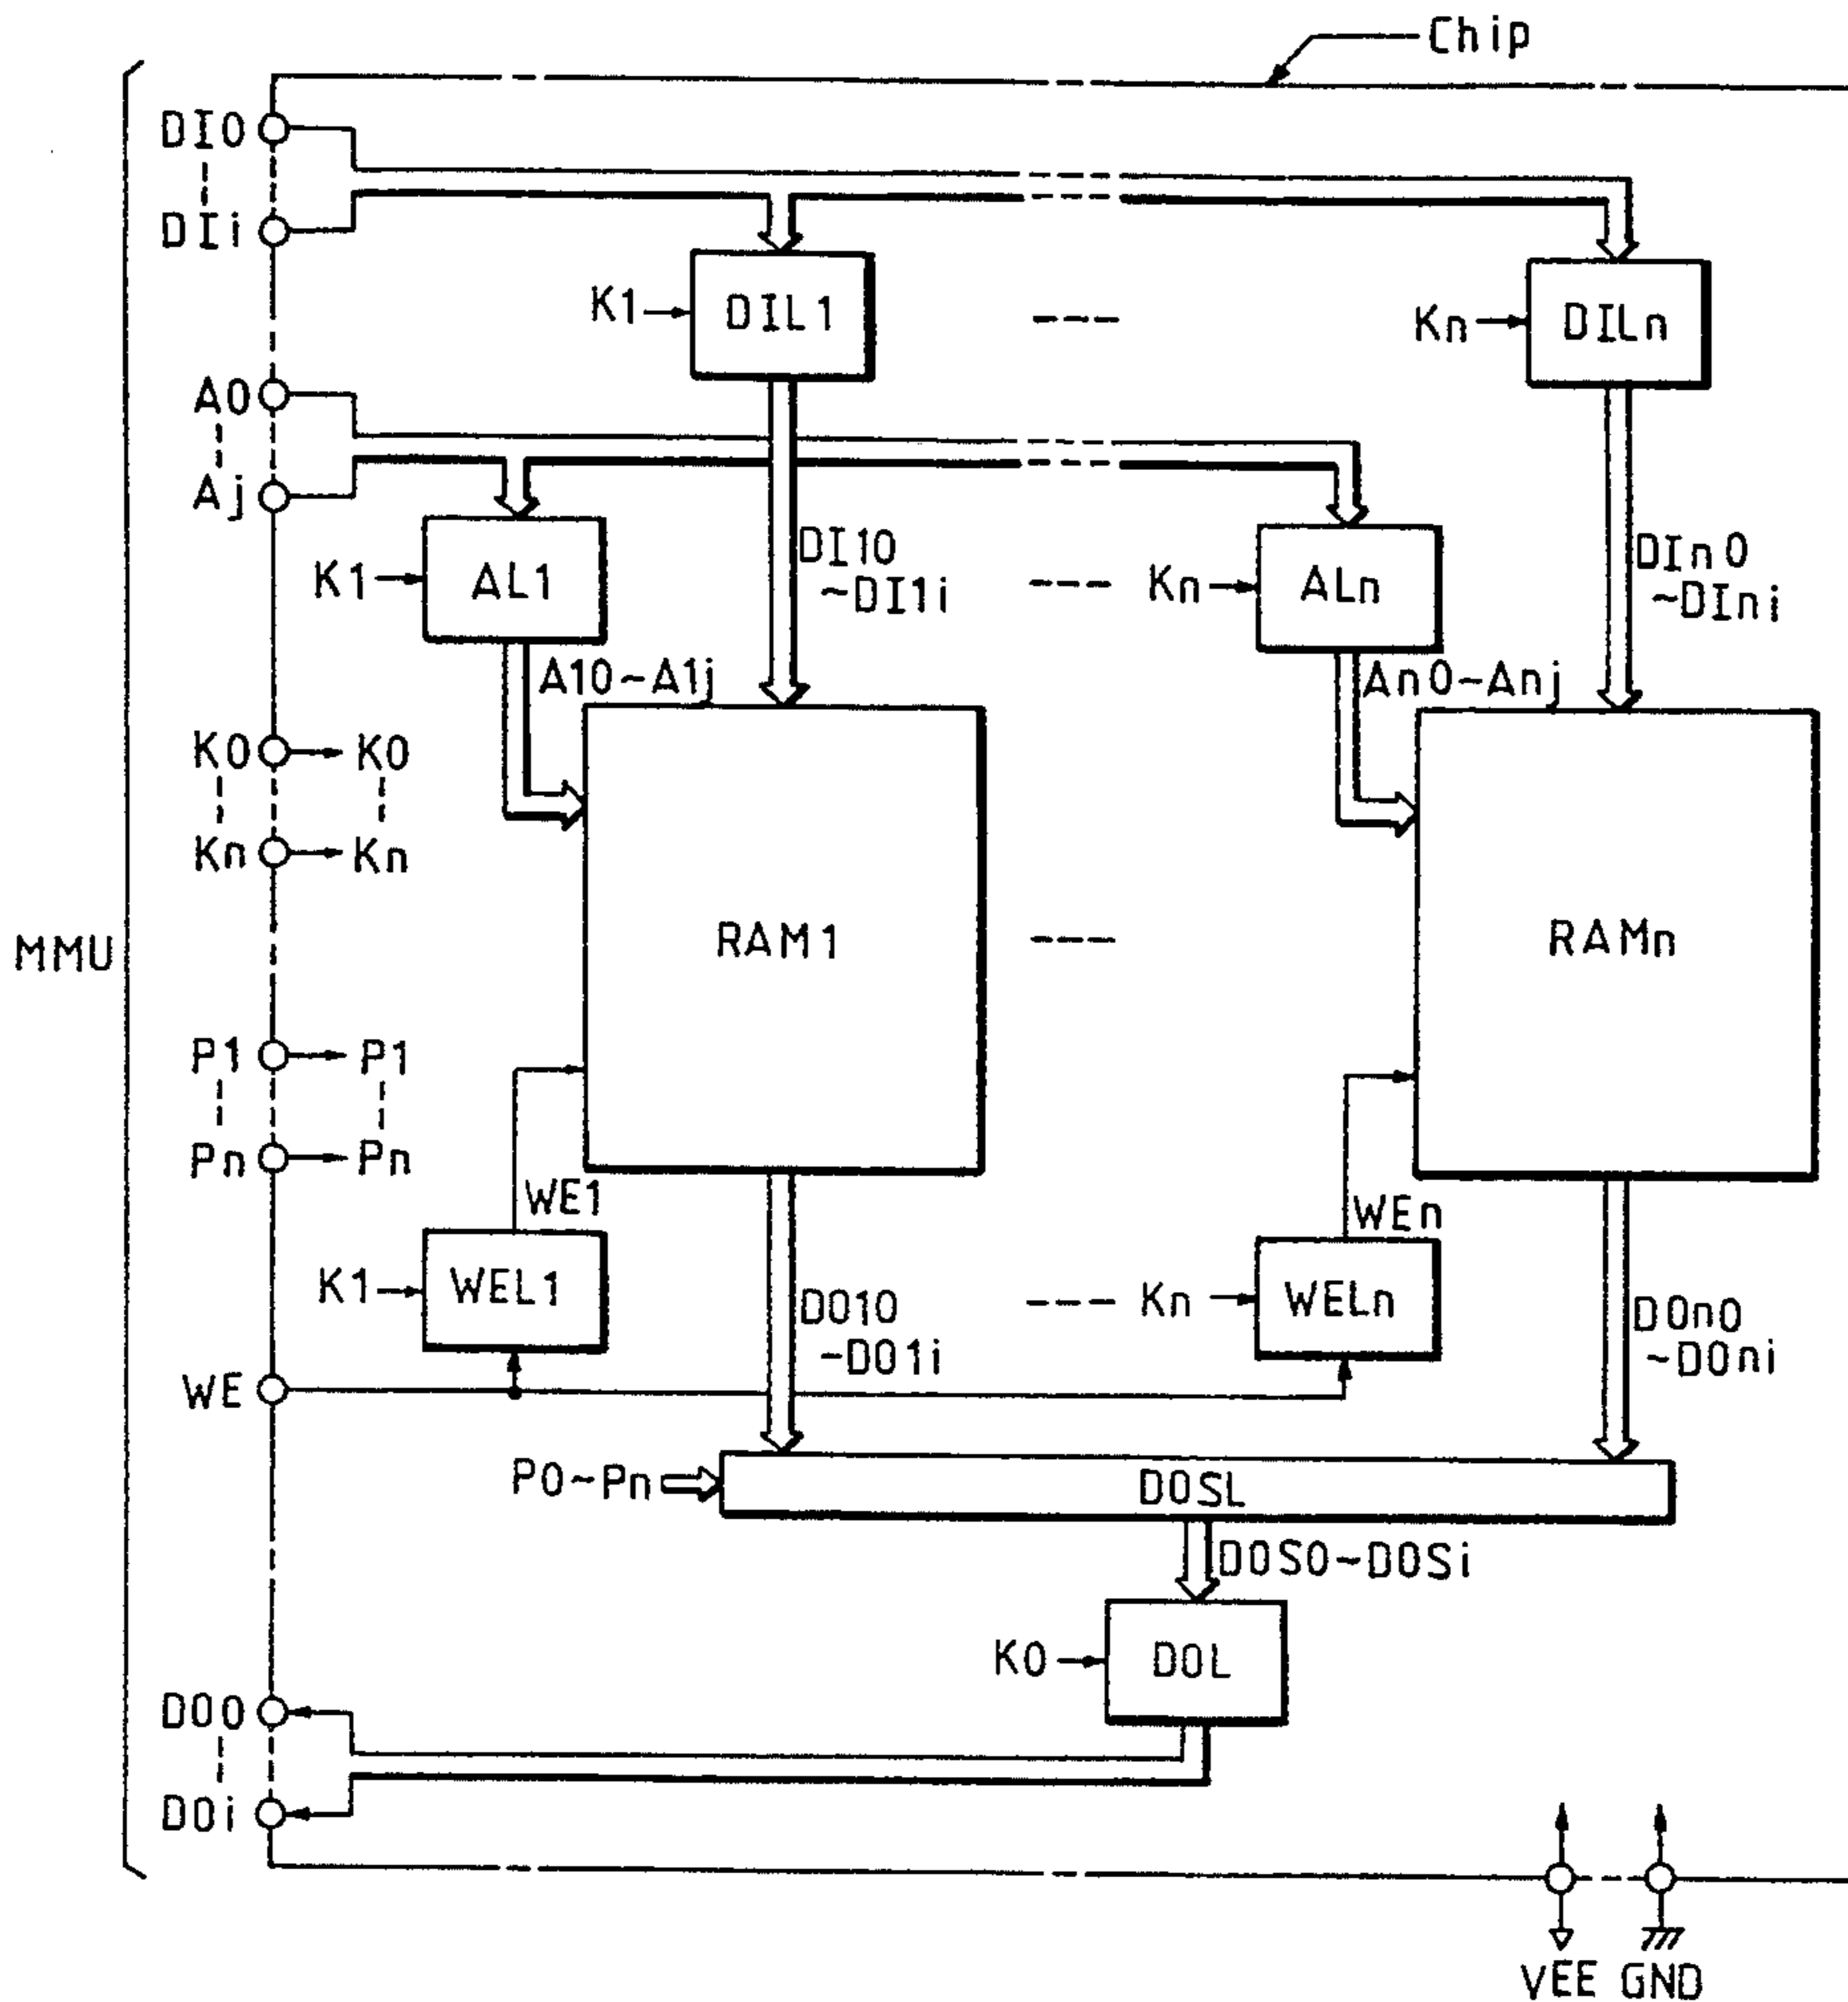 Chip
DI0
DIi
K1
DIL1
Kn
DILn
A0
Aj
K1
AL1
DI10
~DI1i
Kn
ALn
DIn0
~DIni
A10~A1j
An0~Anj
K0
K0
Kn
Kn
MMU
RAM1
RAMn
P1
P1
Pn
Pn
WE1
WEn
K1
WEL1
Kn
WELn
DO10
~DO1i
DOn0
~DOni
WE
P0~Pn
DOSL
DOS0~DOSi
K0
DOL
DO0
DOi
VEE
GND